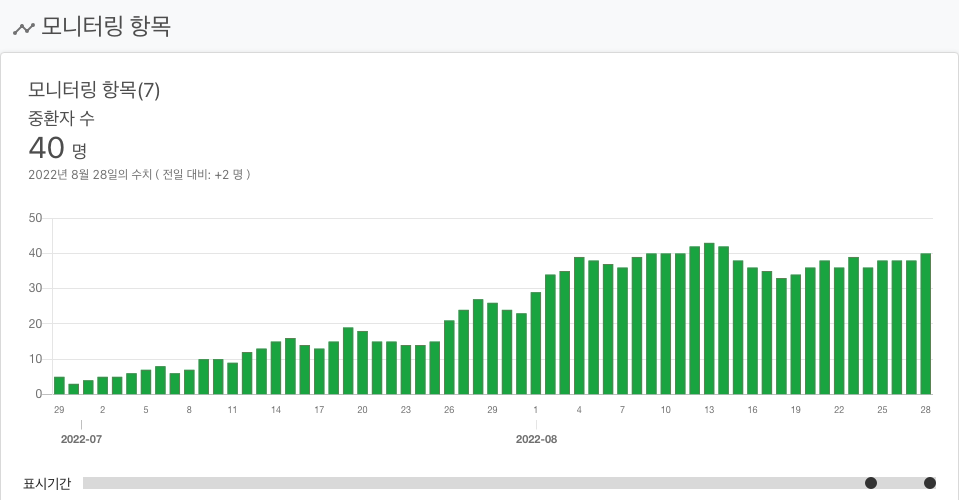 모니터링 항목
모니터링 항목(7)
중환자 수
40 명
2022년 8월 28일의 수치 ( 전일 대비: +2 명 )
50
40
30
20
10
0
29 2 5 8 11 14 17 20 23 26 29 1 4 7 10 13 16 19 22 25 28
2022-07 2022-08
표시기간